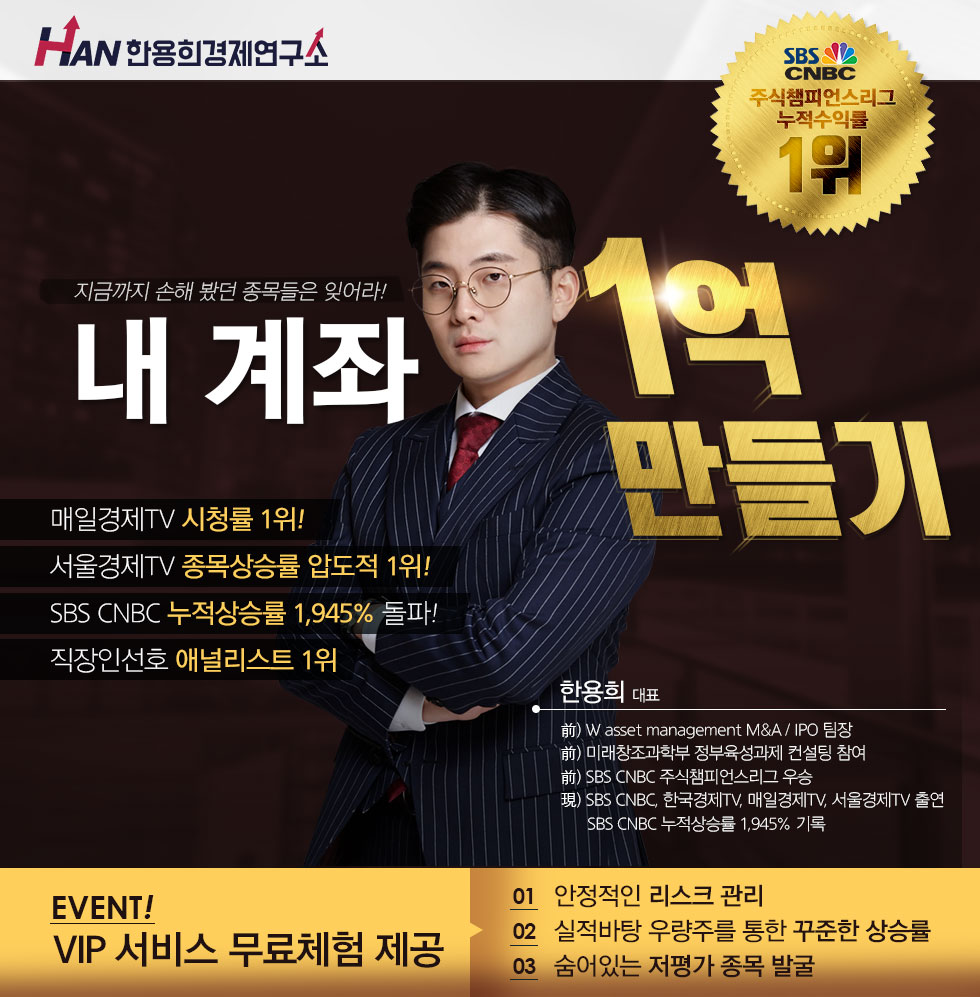 HAN 한용희경제연구소
SBS
CNBC
주식챔피언스리그
누적수익률
1위
지금까지 손해 봤던 종목들은 잊어라!
내 계좌
1억
만들기
매일경제TV 시청률 1위!
서울경제TV 종목상승률 압도적 1위!
SBS CNBC 누적상승률 1,945% 돌파!
직장인선호 애널리스트 1위
한용희 대표
前) W asset management M&A / IPO 팀장
前) 미래창조과학부 정부육성과제 컨설팅 참여
前) SBS CNBC 주식챔피언스리그 우승
現) SBS CNBC, 한국경제TV, 매일경제TV, 서울경제TV 출연
SBS CNBC 누적상승률 1,945% 기록
EVENT!
VIP 서비스 무료체험 제공
01 안정적인 리스크 관리
02 실적바탕 우량주를 통한 꾸준한 상승률
03 숨어있는 저평가 종목 발굴